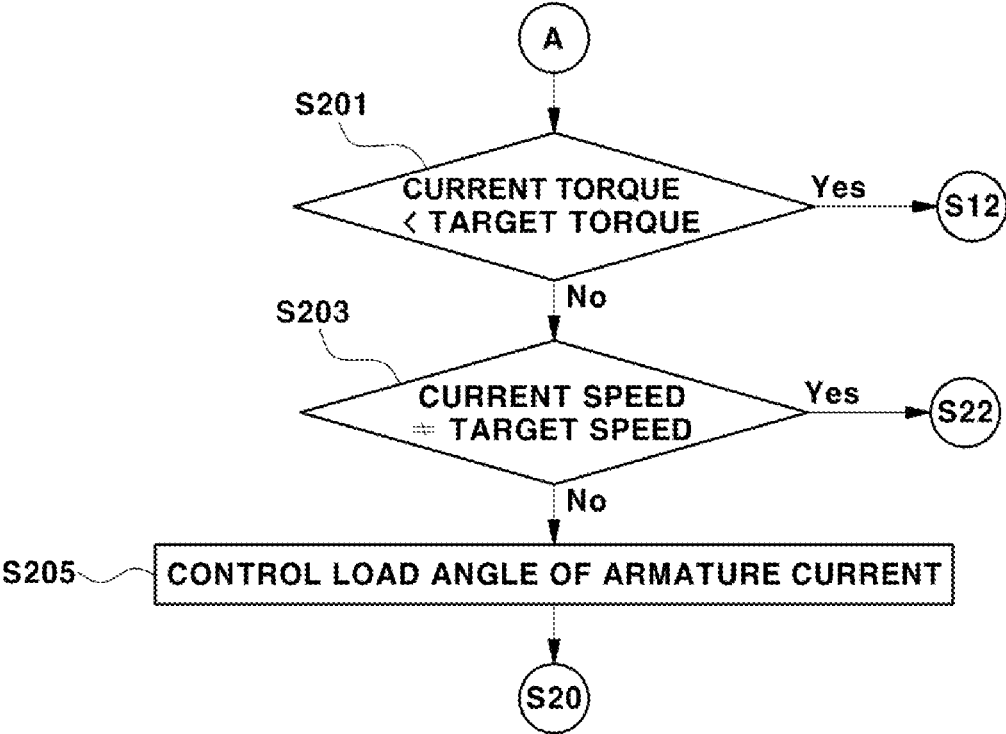 A
S201
CURRENT TORQUE
< TARGET TORQUE
Yes
S12
No
S203
CURRENT SPEED
≠ TARGET SPEED
Yes
S22
No
S205
CONTROL LOAD ANGLE OF ARMATURE CURRENT
S20